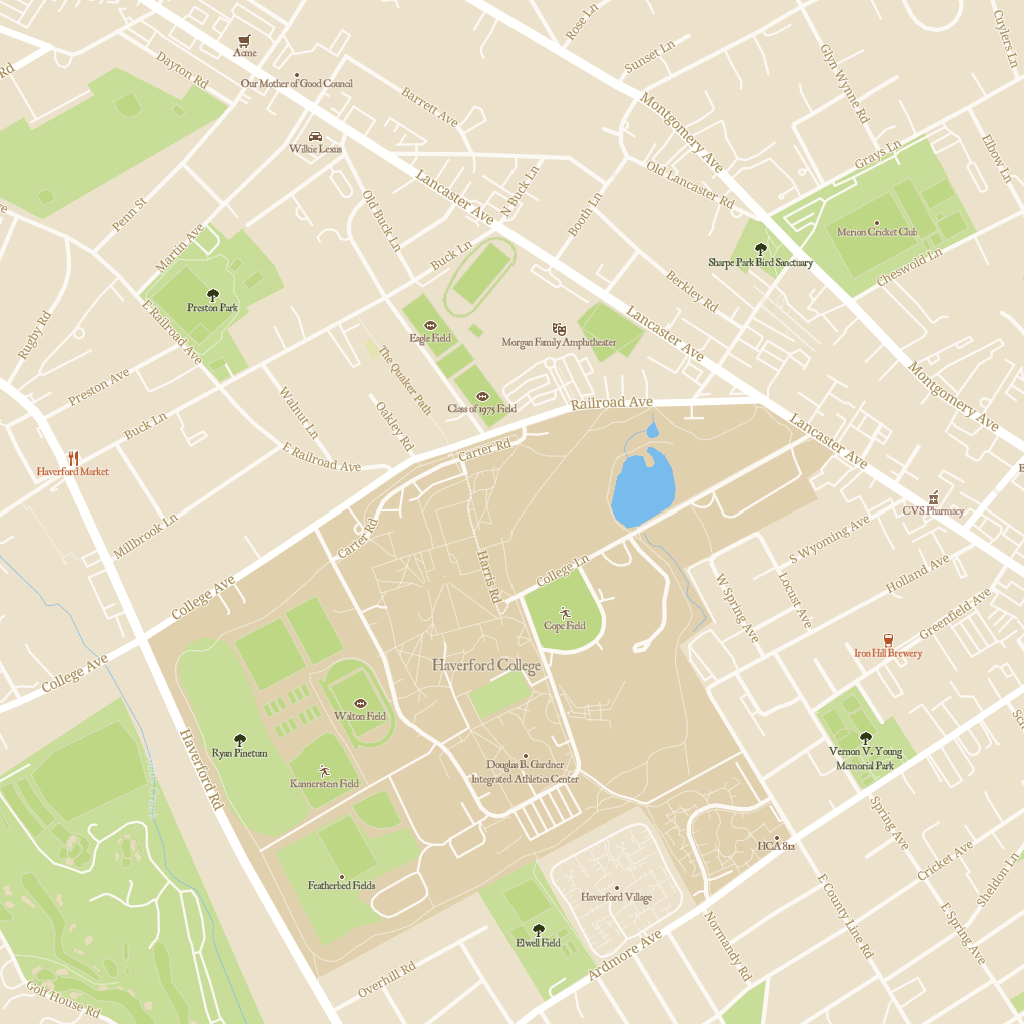 Rose Ln
Cuylers Ln
Acme
Sunset Ln
Glyn Wynne Rd
Rd
Dayton Rd
Our Mother of Good Council
Barrett Ave
Montgomery Ave
Wilkie Lexus
Grays Ln
Elbow Ln
Old Lancaster Rd
Lancaster Ave
N Buck Ln
Penn St
Old Buck Ln
Booth Ln
Merion Cricket Club
Martin Ave
Buck Ln
Sharpe Park Bird Sanctuary
Cheswold Ln
Berkley Rd
Preston Park
E Railroad Ave
Rugby Rd
Eagle Field
Morgan Family Amphitheater
Lancaster Ave
The Quaker Path
Preston Ave
Montgomery Ave
Class of 1975 Field
Railroad Ave
Walnut Ln
Oakley Rd
Buck Ln
Lancaster Ave
E Railroad Ave
Carter Rd
Haverford Market
CVS Pharmacy
Millbrook Ln
Carter Rd
S Wyoming Ave
Harris Rd
College Ln
Holland Ave
College Ave
W Spring Ave
Locust Ave
Greenfield Ave
Cope Field
Iron Hill Brewery
Haverford College
College Ave
Walton Field
Haverford Rd
Ryan Pinetum
Vernon V. Young
Memorial Park
Douglas B. Gardner
Integrated Athletics Center
Kannerstein Field
Spring Ave
HCA 812
Cricket Ave
Featherbed Fields
Haverford Village
Sheldon Ln
E County Line Rd
E Spring Ave
Elwell Field
Ardmore Ave
Normandy Rd
Overhill Rd
Golf House Rd